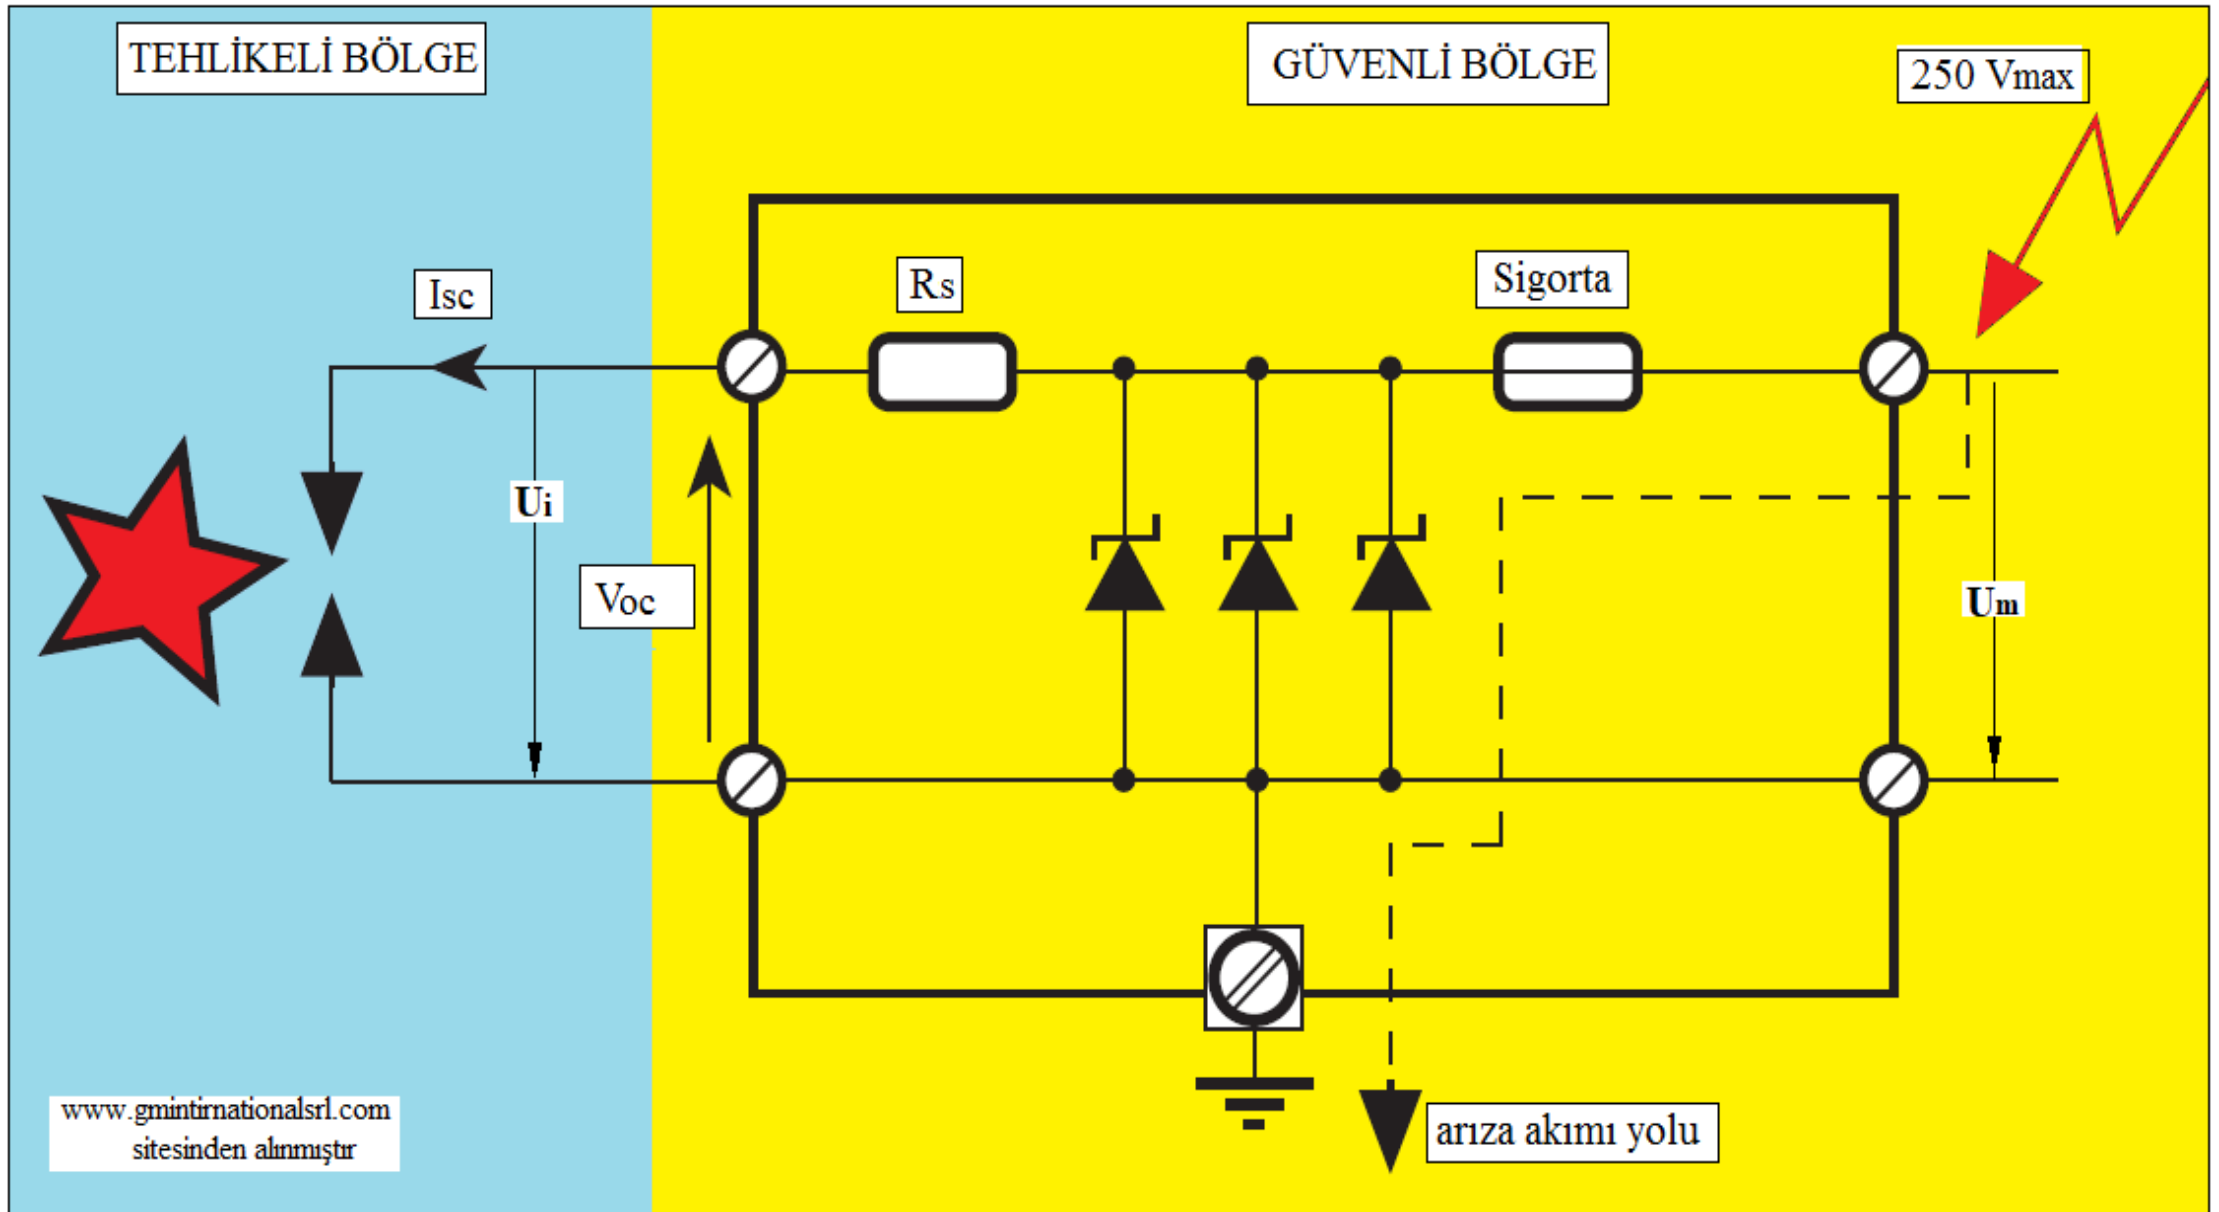 TEHLİKELİ BÖLGE
GÜVENLİ BÖLGE
250 Vmax
Isc
Rs
Sigorta
Ui
Voc
Um
www.gmintirnationalsrl.com
sitesinden alınmıştır
arıza akımı yolu